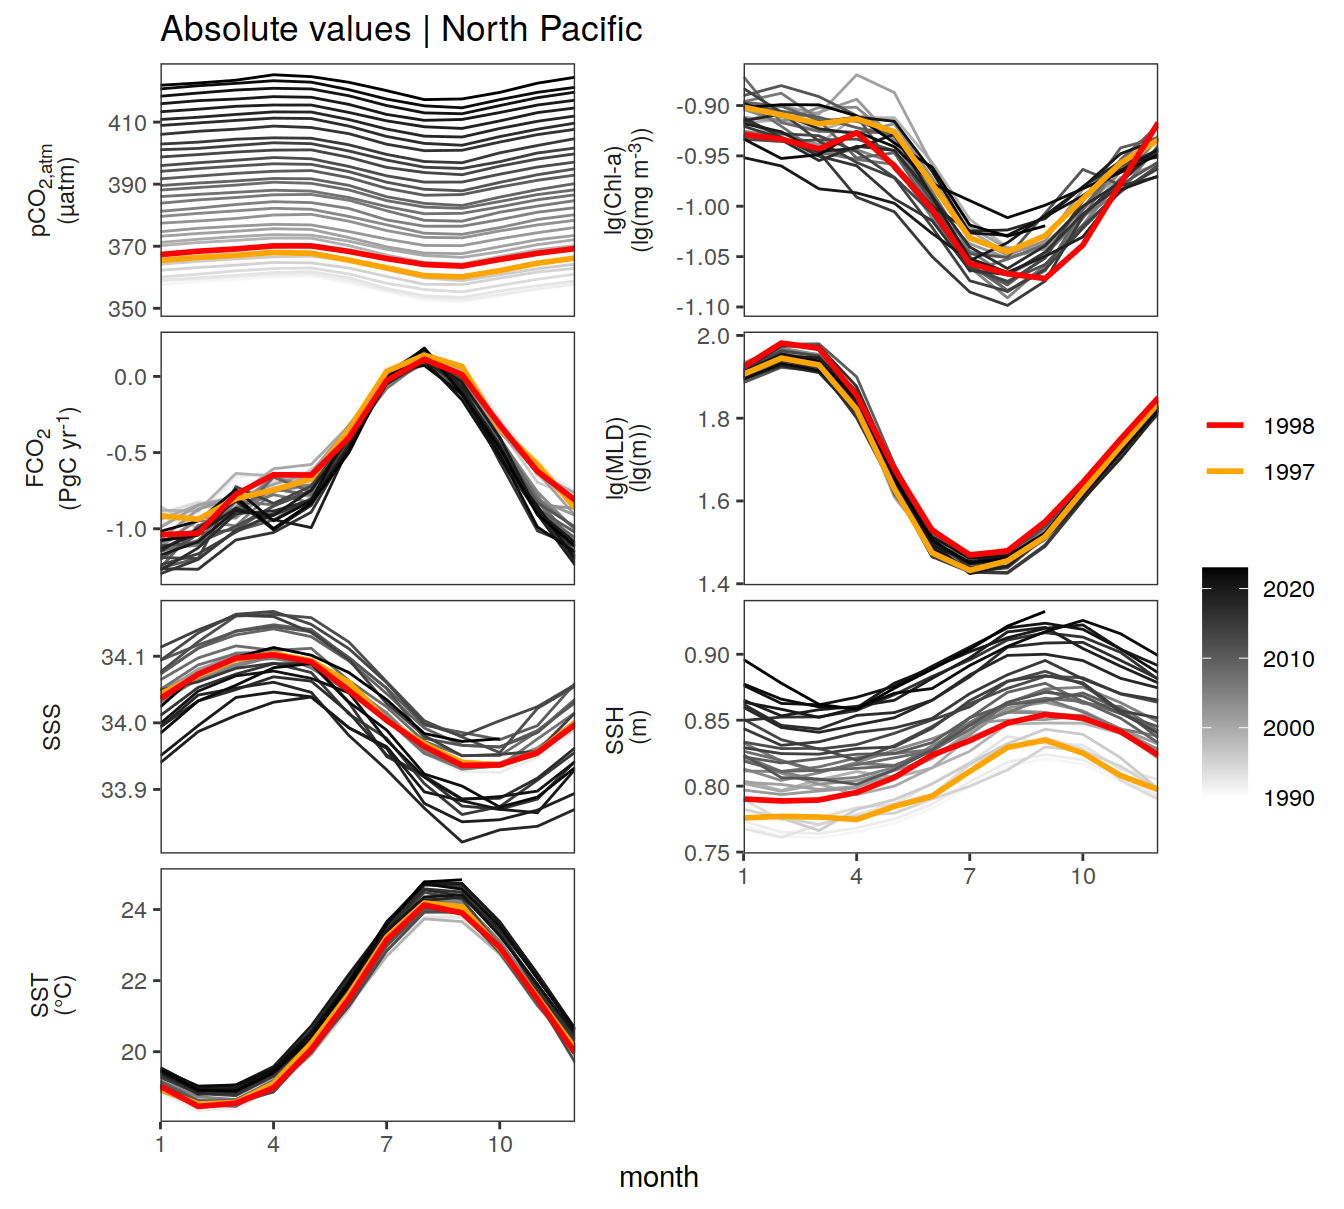 Absolute values | North Pacific
pCO2,atm
(µatm)
410
390
370
350
lg(Chl-a)
(lg(mg m-3))
-0.90
-0.95
-1.00
-1.05
-1.10
FCO2
(PgC yr-1)
0.0
-0.5
-1.0
lg(MLD)
(lg(m))
2.0
1.8
1.6
1.4
SSS
34.1
34.0
33.9
SSH
(m)
0.90
0.85
0.80
0.75
1 4 7 10
SST
(°C)
24
22
20
1 4 7 10
month
1998
1997
2020
2010
2000
1990